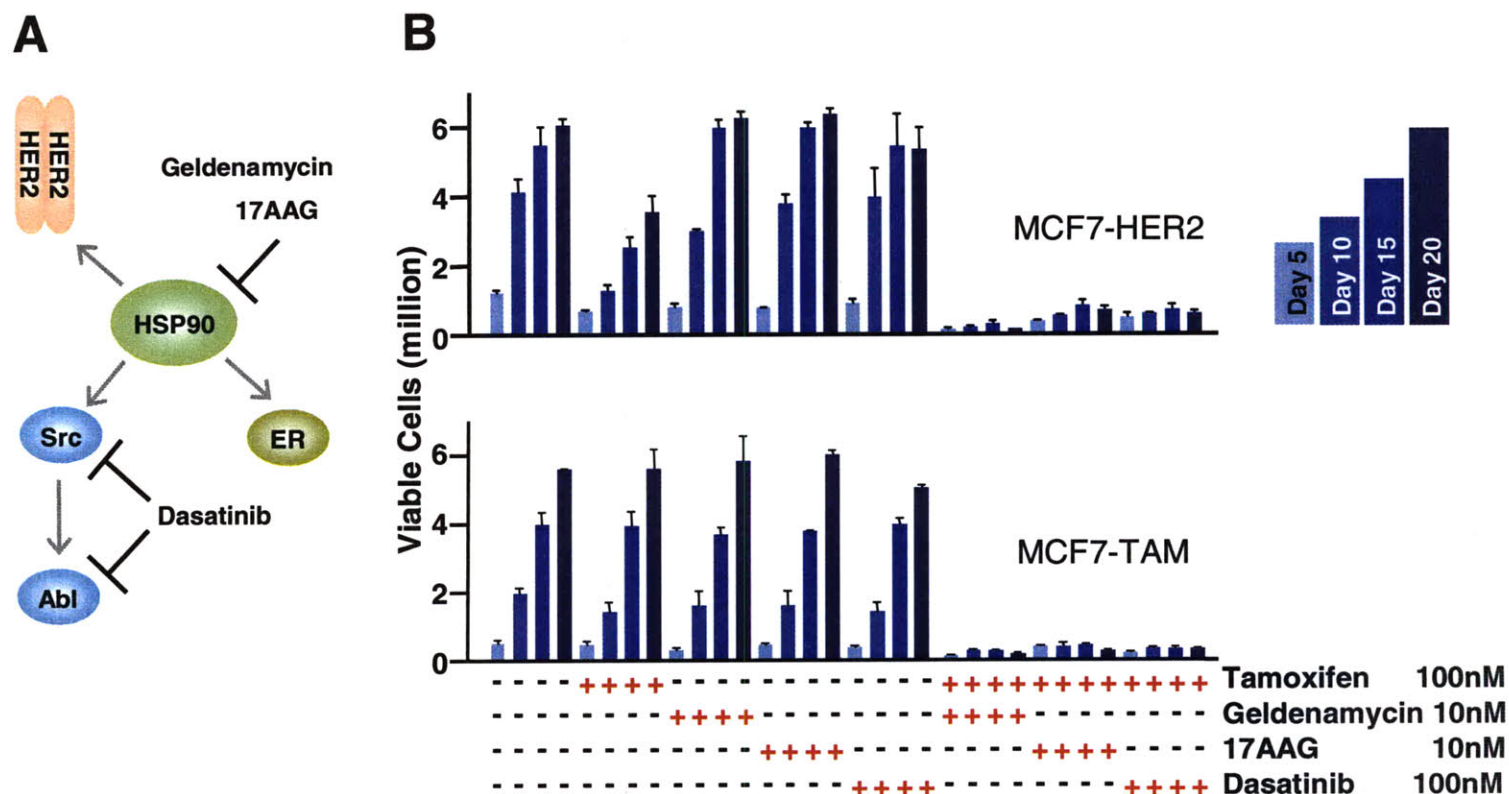 A
HER2
HER2
Geldenamycin
17AAG
HSP90
Src
ER
Dasatinib
Abl
B
Viable Cells (million)
6
4
2
0
MCF7-HER2
Day 5
Day 10
Day 15
Day 20
6
4
2
0
MCF7-TAM
- - - - + + + + - - - - - - - - - - - - + + + + + + + + + + + + Tamoxifen 100nM
- - - - - - - - + + + + - - - - - - - - + + + + - - - - - - - - Geldenamycin 10nM
- - - - - - - - - - - - + + + + - - - - - - - - + + + + - - - - 17AAG 10nM
- - - - - - - - - - - - - - - - + + + + - - - - - - - - + + + + Dasatinib 100nM